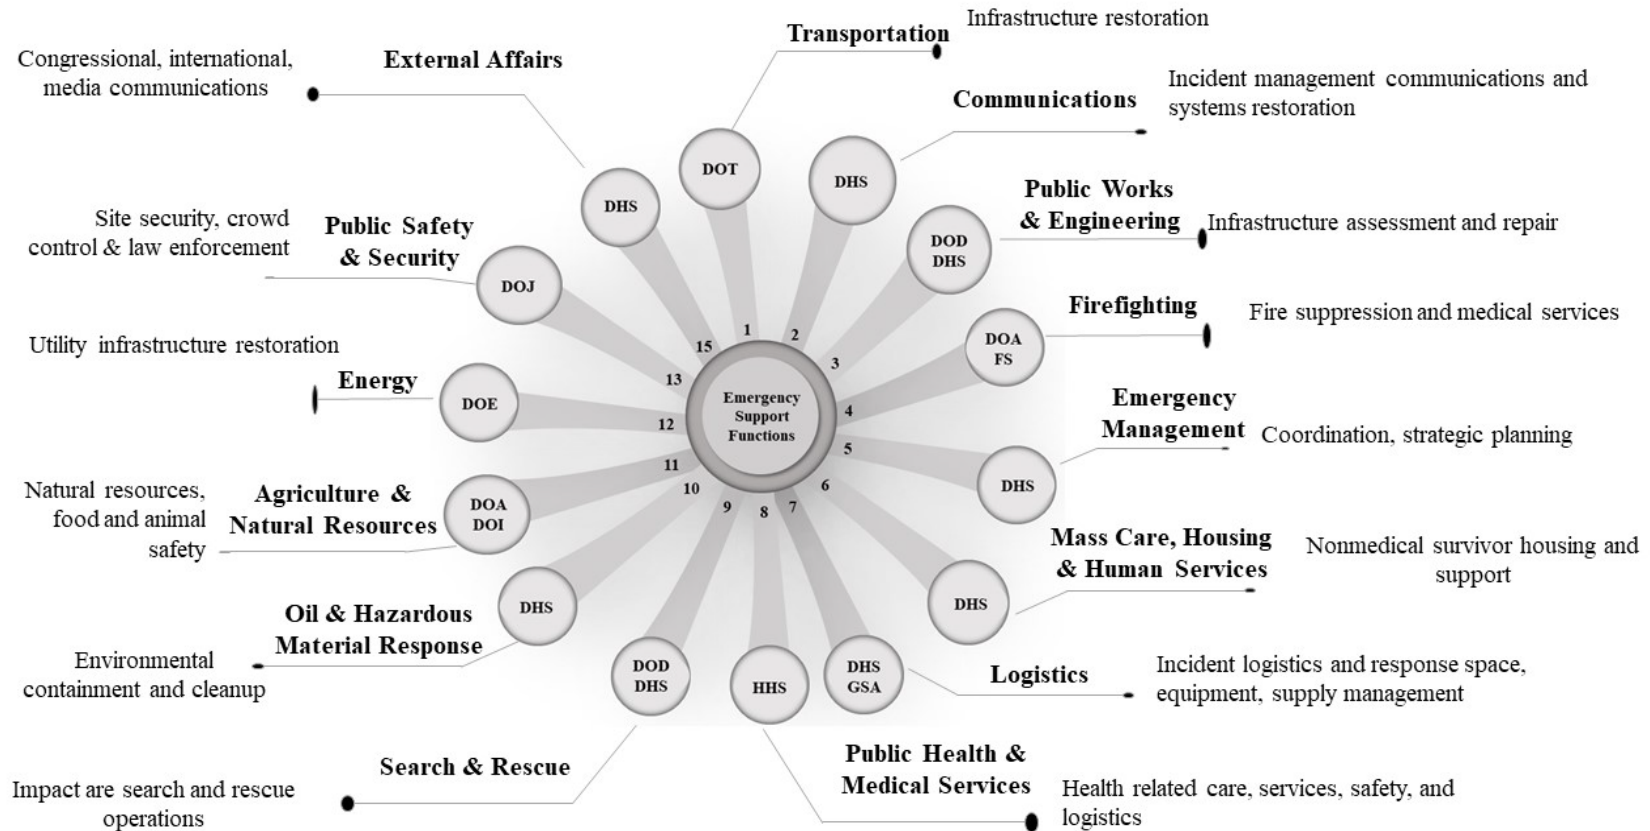 Infrastructure restoration
Transportation
External Affairs
Congressional, international,
media communications
Incident management communications and
systems restoration
Communications
DOT
DHS
DHS
Public Works
& Engineering
Infrastructure assessment and repair
DOD
DHS
Site security, crowd
control & law enforcement
Public Safety
& Security
DOJ
Firefighting
Fire suppression and medical services
DOA
FS
Utility infrastructure restoration
Energy
DOE
1
2
3
4
5
6
7
8
9
10
11
12
13
15
Emergency
Support
Functions
Emergency
Management
Coordination, strategic planning
DHS
Natural resources,
food and animal
safety
Agriculture &
Natural Resources
DOA
DOI
Mass Care, Housing
& Human Services
Nonmedical survivor housing and
support
DHS
Oil & Hazardous
Material Response
DHS
Environmental
containment and cleanup
DOD
DHS
HHS
DHS
GSA
Logistics
Incident logistics and response space,
equipment, supply management
Search & Rescue
Impact are search and rescue
operations
Public Health &
Medical Services
Health related care, services, safety, and
logistics